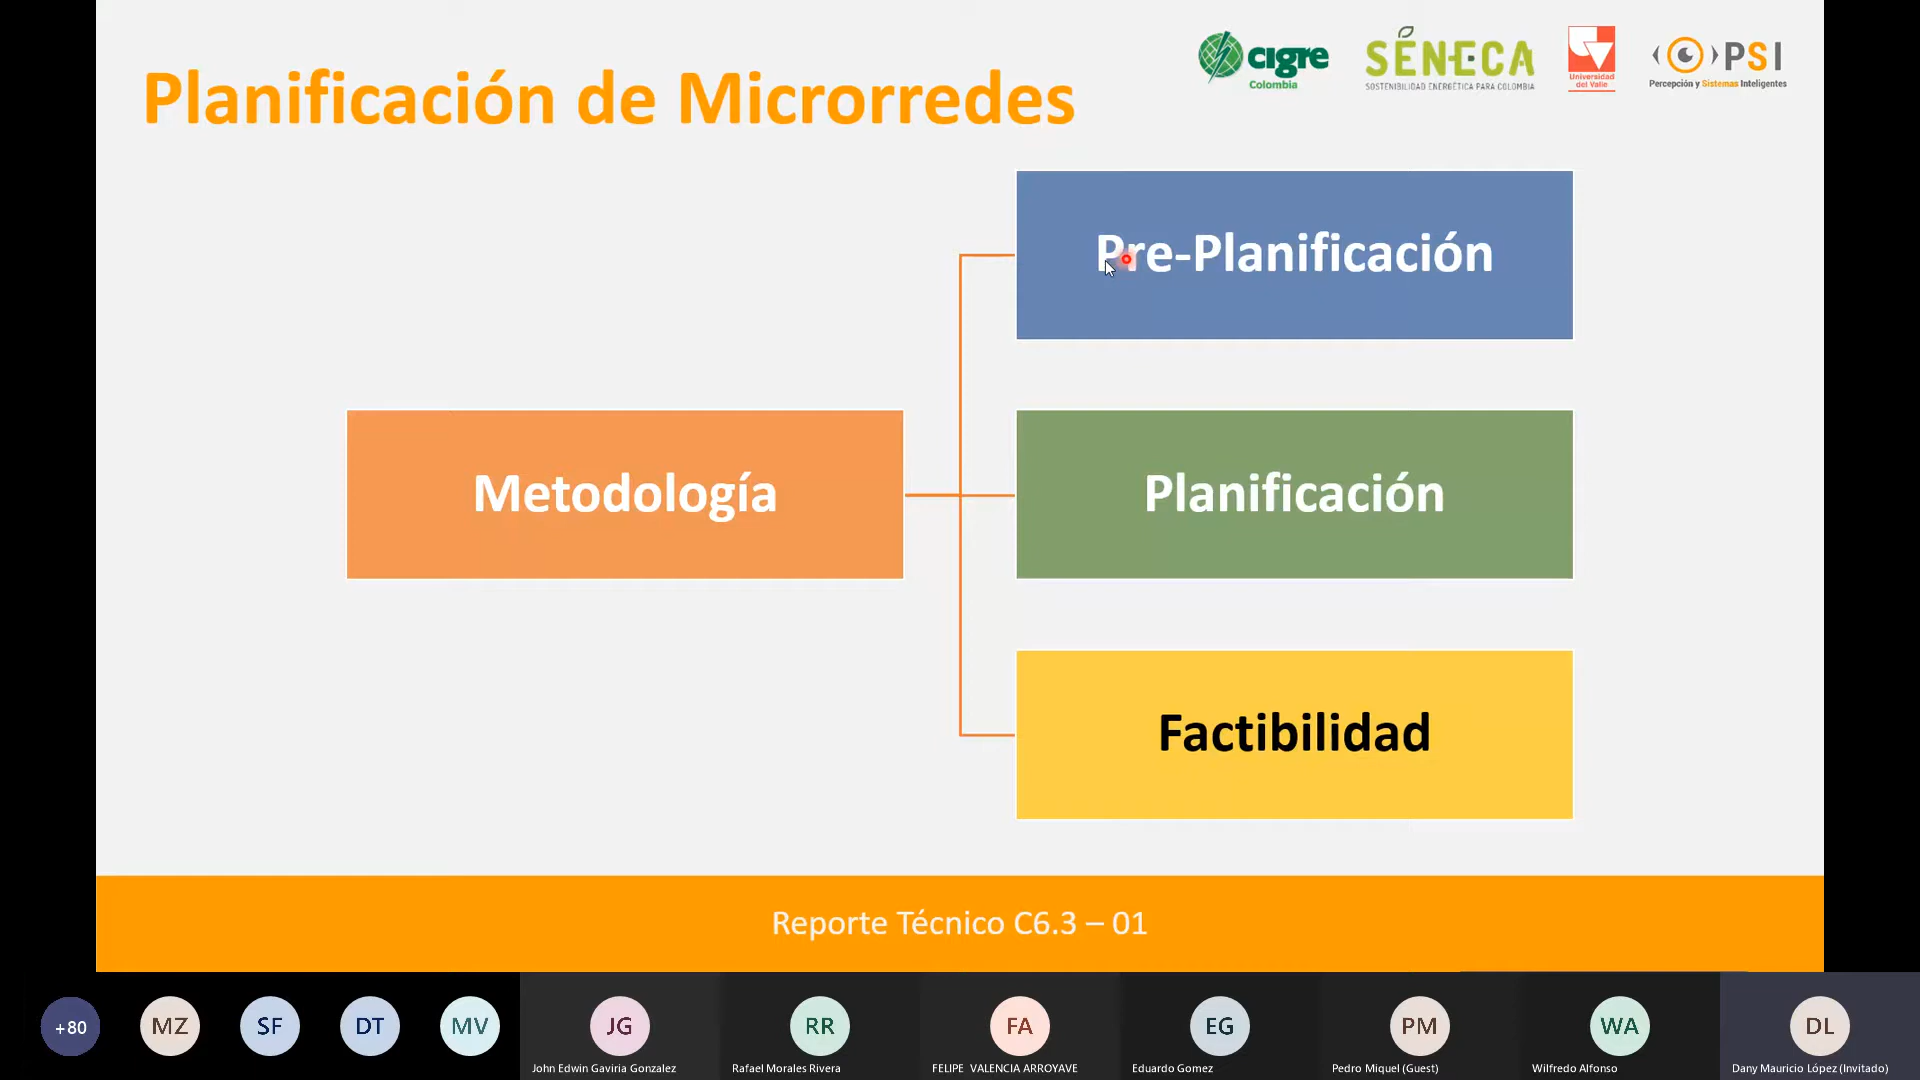 Planificación de Microrredes
cigre
Colombia
SÉNECA
SOSTENIBILIDAD ENERGÉTICA PARA COLOMBIA
Universidad
del Valle
PSI
Percepción y Sistemas Inteligentes
Pre-Planificación
Metodología
Planificación
Factibilidad
Reporte Técnico C6.3 – 01
+80
MZ
SF
DT
MV
JG
RR
FA
EG
PM
WA
DL
John Edwin Gaviria Gonzalez
Rafael Morales Rivera
FELIPE VALENCIA ARROYAVE
Eduardo Gomez
Pedro Miquel (Guest)
Wilfredo Alfonso
Dany Mauricio López (Invitado)